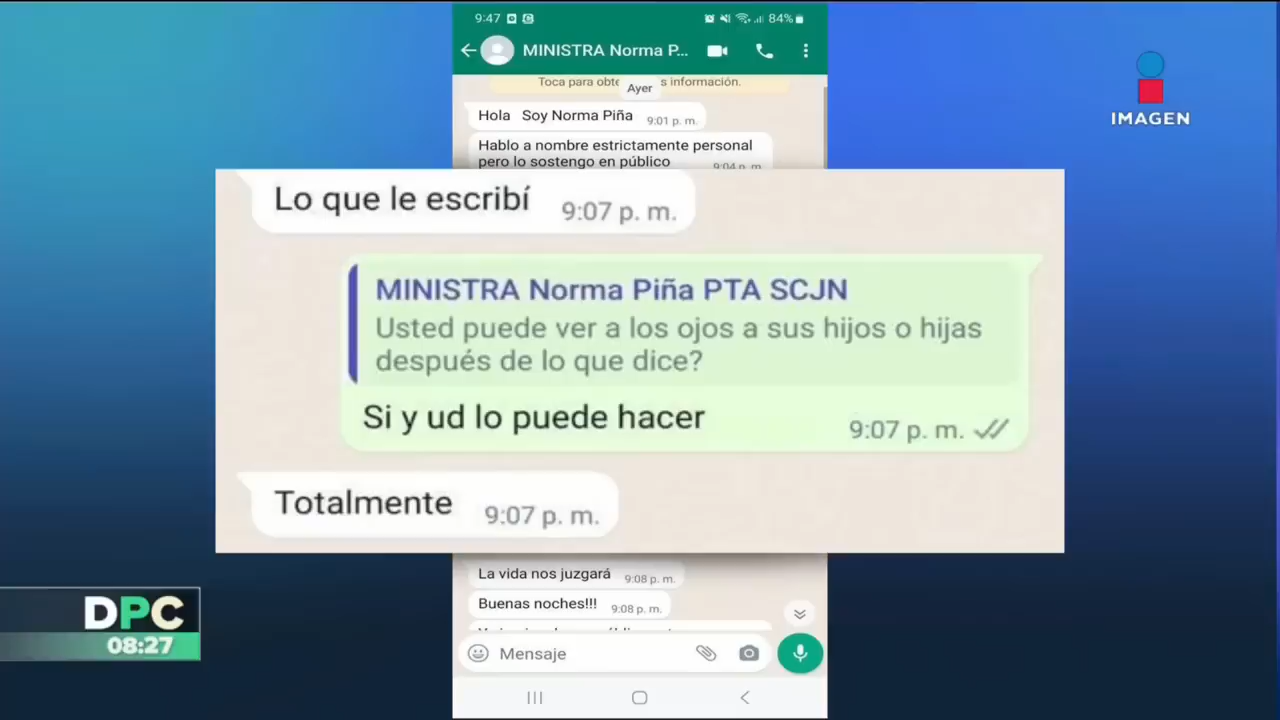 9:47
84%
MINISTRA Norma P...
Toca para obte s información.
Ayer
Hola Soy Norma Piña 9:01 p. m.
Hablo a nombre estrictamente personal
pero lo sostengo en público 9:04 p. m.
Lo que le escribí 9:07 p. m.
MINISTRA Norma Piña PTA SCJN
Usted puede ver a los ojos a sus hijos o hijas
después de lo que dice?
Si y ud lo puede hacer 9:07 p. m.
Totalmente 9:07 p. m.
La vida nos juzgará 9:08 p. m.
Buenas noches!!! 9:08 p. m.
Mensaje
IMAGEN
DPC
08:27